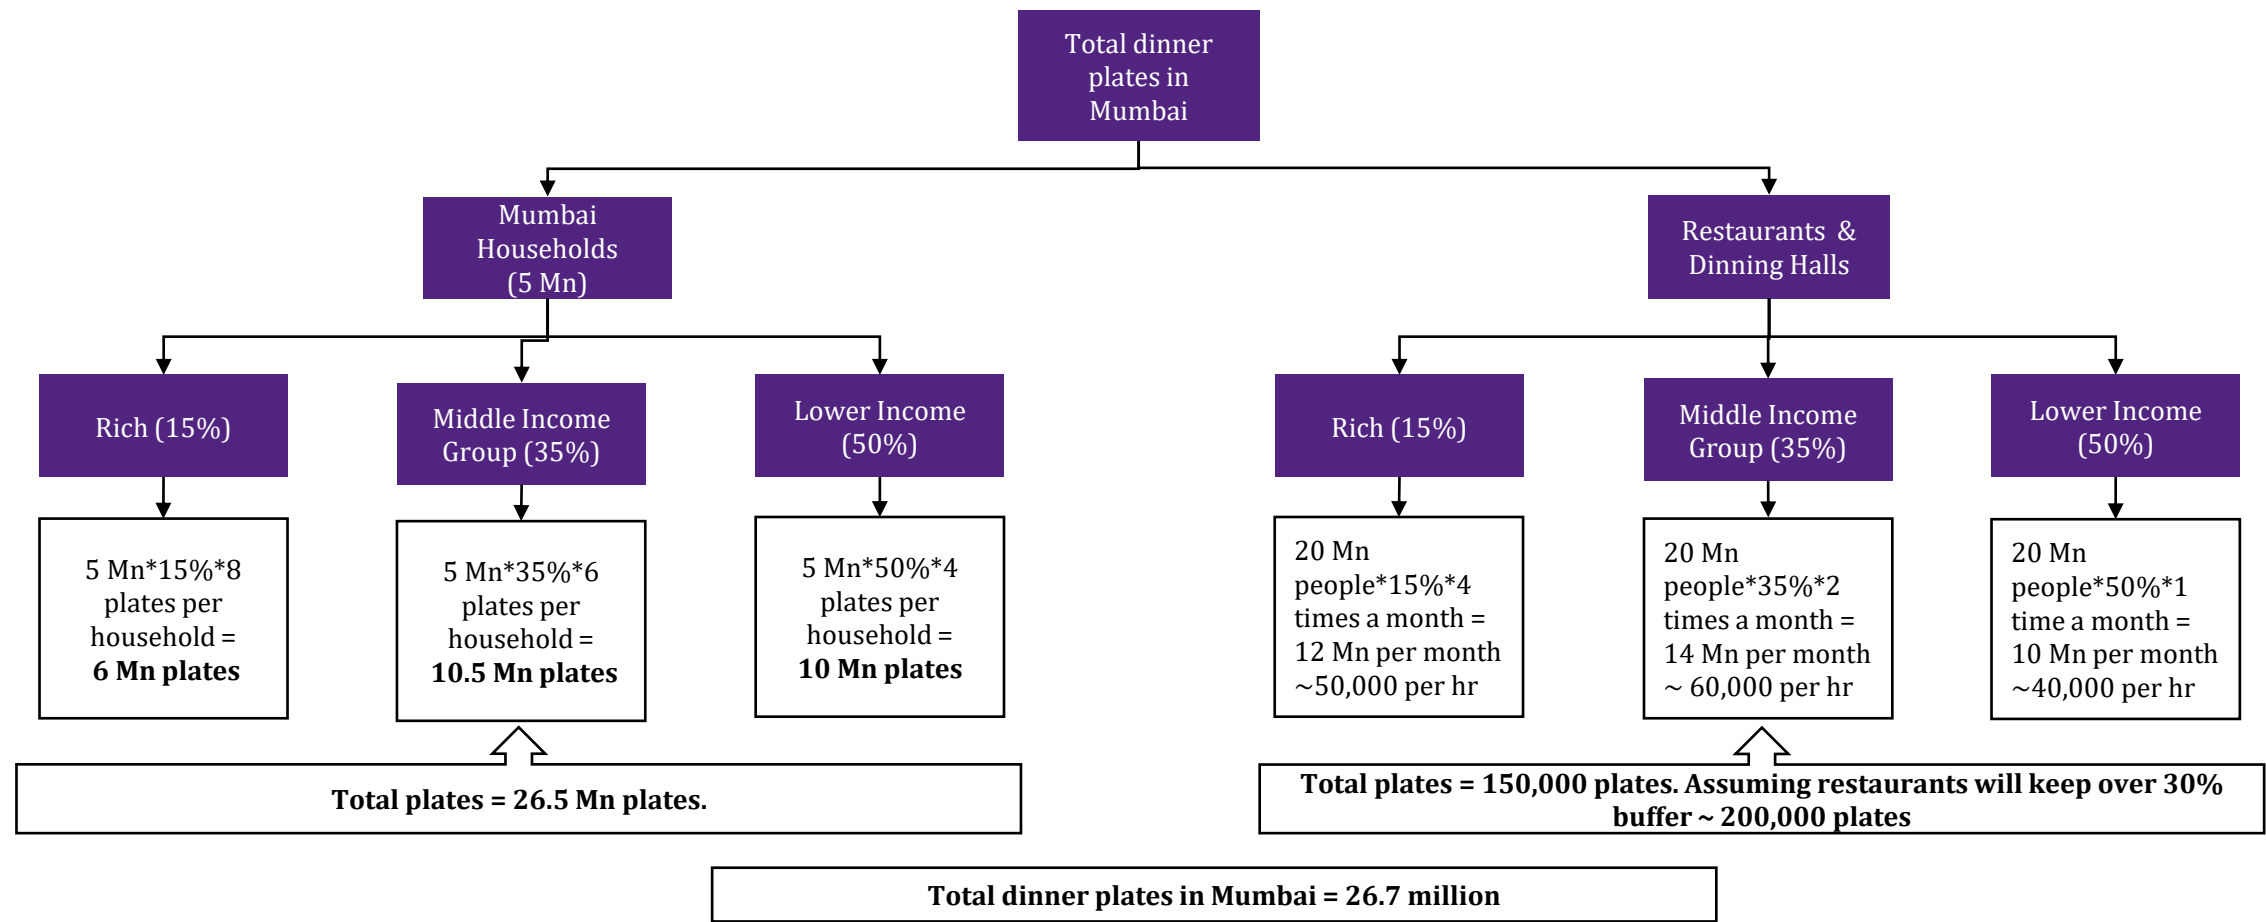 Total dinner
plates in
Mumbai
Mumbai
Households
(5 Mn)
Restaurants &
Dinning Halls
Rich (15%)
Middle Income
Group (35%)
Lower Income
(50%)
Rich (15%)
Middle Income
Group (35%)
Lower Income
(50%)
5 Mn*15%*8
plates per
household =
6 Mn plates
5 Mn*35%*6
plates per
household =
10.5 Mn plates
5 Mn*50%*4
plates per
household =
10 Mn plates
20 Mn
people*15%*4
times a month =
12 Mn per month
~50,000 per hr
20 Mn
people*35%*2
times a month =
14 Mn per month
~ 60,000 per hr
20 Mn
people*50%*1
time a month =
10 Mn per month
~40,000 per hr
Total plates = 26.5 Mn plates.
Total plates = 150,000 plates. Assuming restaurants will keep over 30%
buffer ~ 200,000 plates
Total dinner plates in Mumbai = 26.7 million